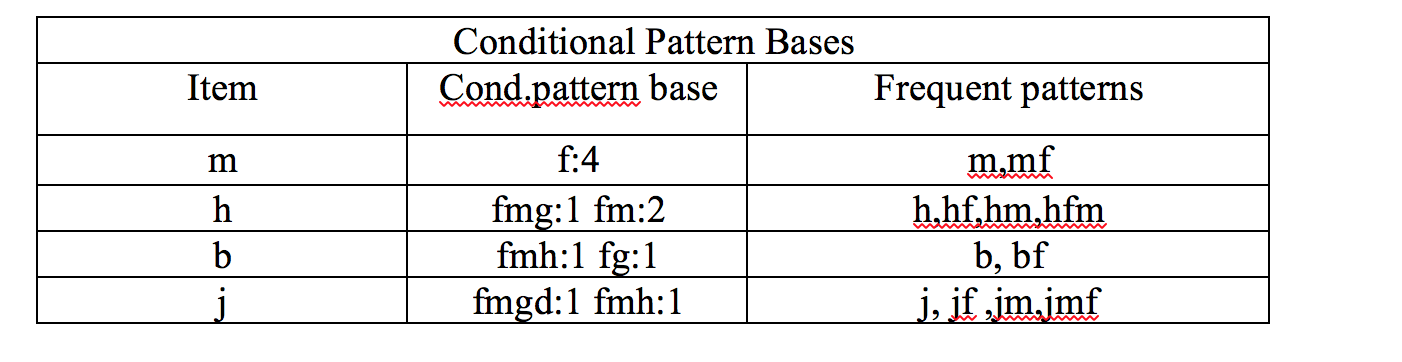 Conditional Pattern Bases
Item Cond.pattern base Frequent patterns
m f:4 m,mf
h fmg:1 fm:2 h,hf,hm,hfm
b fmh:1 fg:1 b, bf
j fmgd:1 fmh:1 j, jf ,jm,jmf